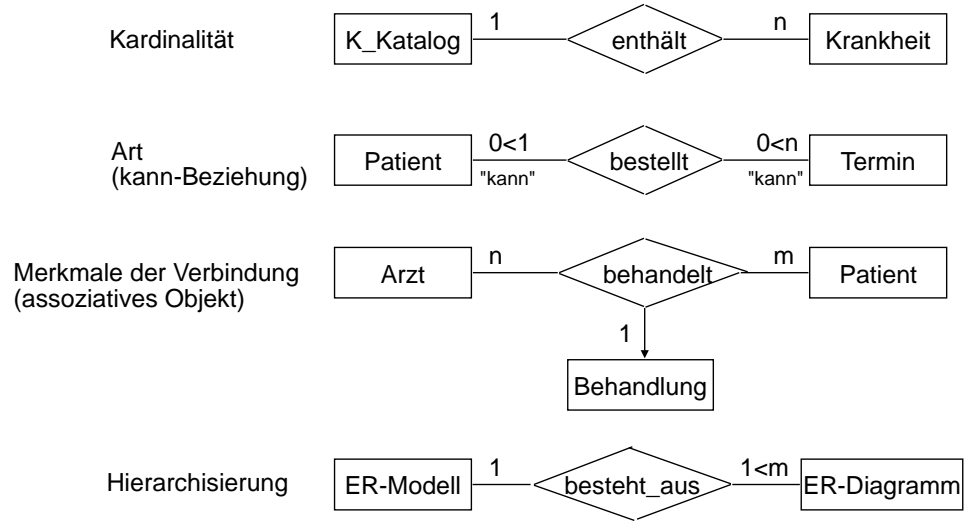 Kardinalität
K_Katalog
1
enthält
n
Krankheit
Art
(kann-Beziehung)
Patient
0<1
"kann"
bestellt
0<n
"kann"
Termin
Merkmale der Verbindung
(assoziatives Objekt)
Arzt
n
behandelt
m
Patient
1
Behandlung
Hierarchisierung
ER-Modell
1
besteht_aus
1<m
ER-Diagramm